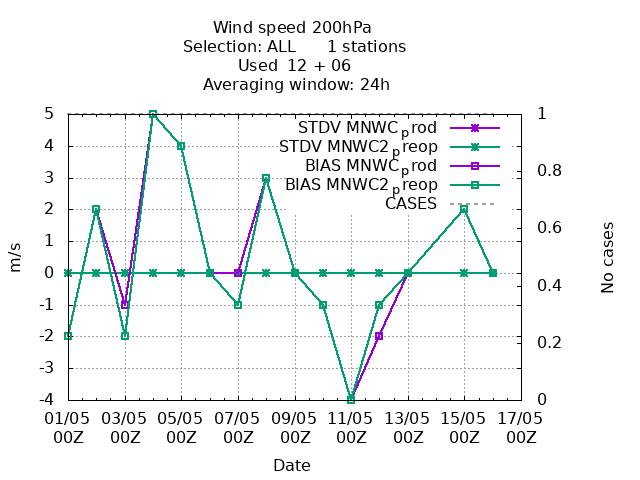 Wind speed 200hPa
Selection: ALL 1 stations
Used 12 + 06
Averaging window: 24h
STDV MNWC_prod
STDV MNWC2_preop
BIAS MNWC_prod
BIAS MNWC2_preop
CASES
5
4
3
2
1
0
-1
-2
-3
-4
m/s
1
0.8
0.6
0.4
0.2
0
No cases
01/05 03/05 05/05 07/05 09/05 11/05 13/05 15/05 17/05
00Z 00Z 00Z 00Z 00Z 00Z 00Z 00Z 00Z
Date